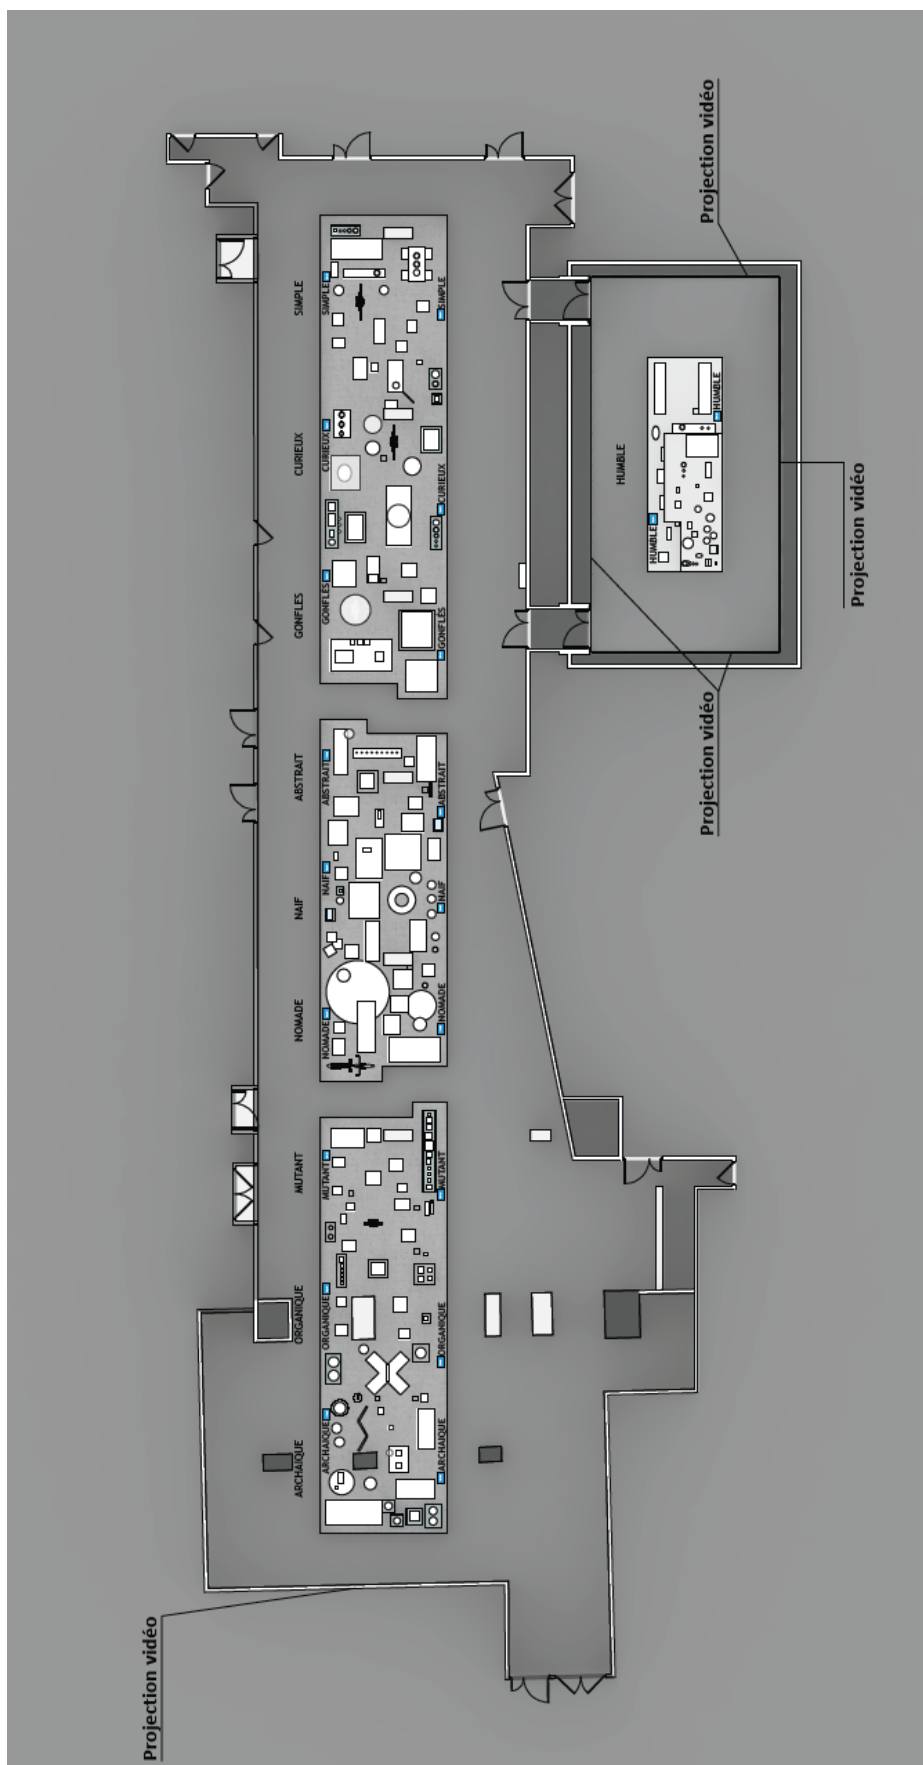 Projection vidéo
ARCHAIQUE
ORGANIQUE
MUTANT
NOMADE
NAIF
ABSTRAIT
GONFLES
CURIEUX
SIMPLE
ARCHAIQUE
ORGANIQUE
MUTANT
NOMADE
NAIF
ABSTRAIT
GONFLES
CURIEUX
SIMPLE
ARCHAIQUE
ORGANIQUE
MUTANT
NOMADE
NAIF
ABSTRAIT
GONFLÉS
CURIEUX
SIMPLE
HUMBLE
HUMBLE
HUMBLE
Projection vidéo
Projection vidéo
Projection vidéo